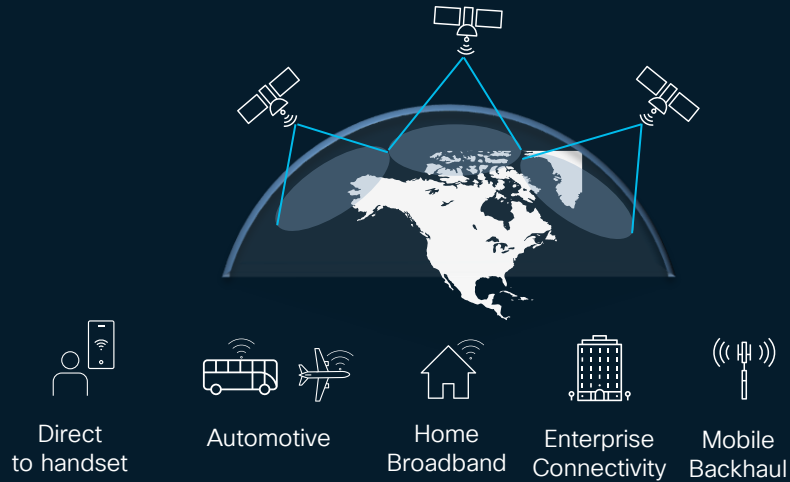 Direct
to handset
Automotive
Home
Broadband
Enterprise
Connectivity
Mobile
Backhaul